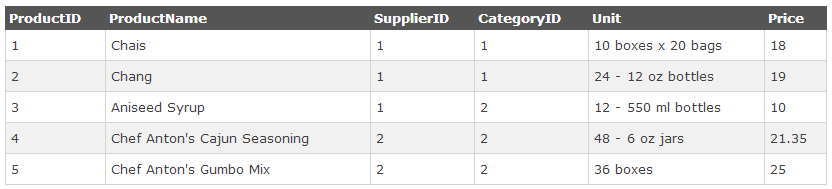 ProductID ProductName SupplierID CategoryID Unit Price
1 Chais 1 1 10 boxes x 20 bags 18
2 Chang 1 1 24 - 12 oz bottles 19
3 Aniseed Syrup 1 2 12 - 550 ml bottles 10
4 Chef Anton's Cajun Seasoning 2 2 48 - 6 oz jars 21.35
5 Chef Anton's Gumbo Mix 2 2 36 boxes 25